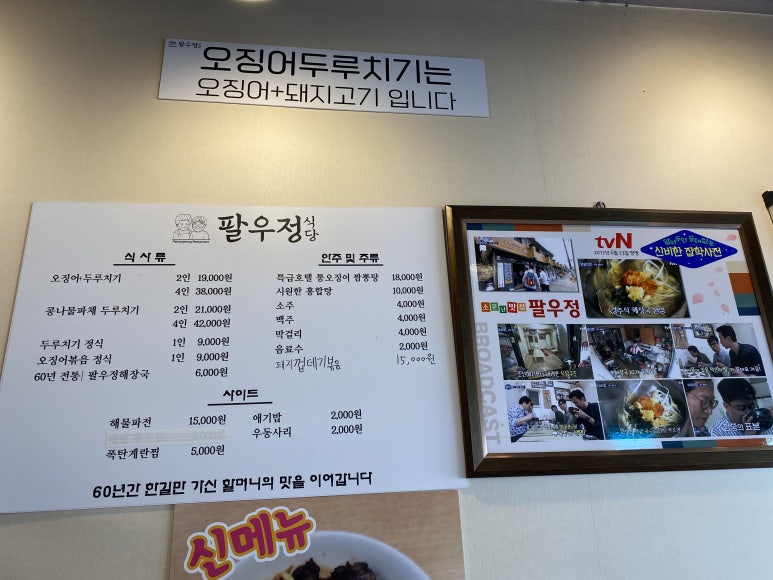 팔우정
오징어두루치기는
오징어+돼지고기 입니다
팔우정식당
식 사 류
오징어두루치기 2인 19,000원
4인 38,000원
콩나물파제 두루치기 2인 21,000원
4인 42,000원
두루치기 정식 1인 9,000원
오징어볶음 정식 1인 9,000원
60년 전통! 팔우정해장국 6,000원
안주 및 주류
특급호텔 통오징어 짬뽕탕 18,000원
시원한 홍합탕 10,000원
소주 4,000원
맥주 4,000원
막걸리 4,000원
음료수 2,000원
돼지껍데기볶음 15,000원
사이드
해물파전 15,000원
폭탄계란찜 5,000원
애기밥 2,000원
우동사리 2,000원
60년간 한길만 가신 할머니의 맛을 이어갑니다
신메뉴
tvN
신비한 잡학사전
팔우정
BROADCAST